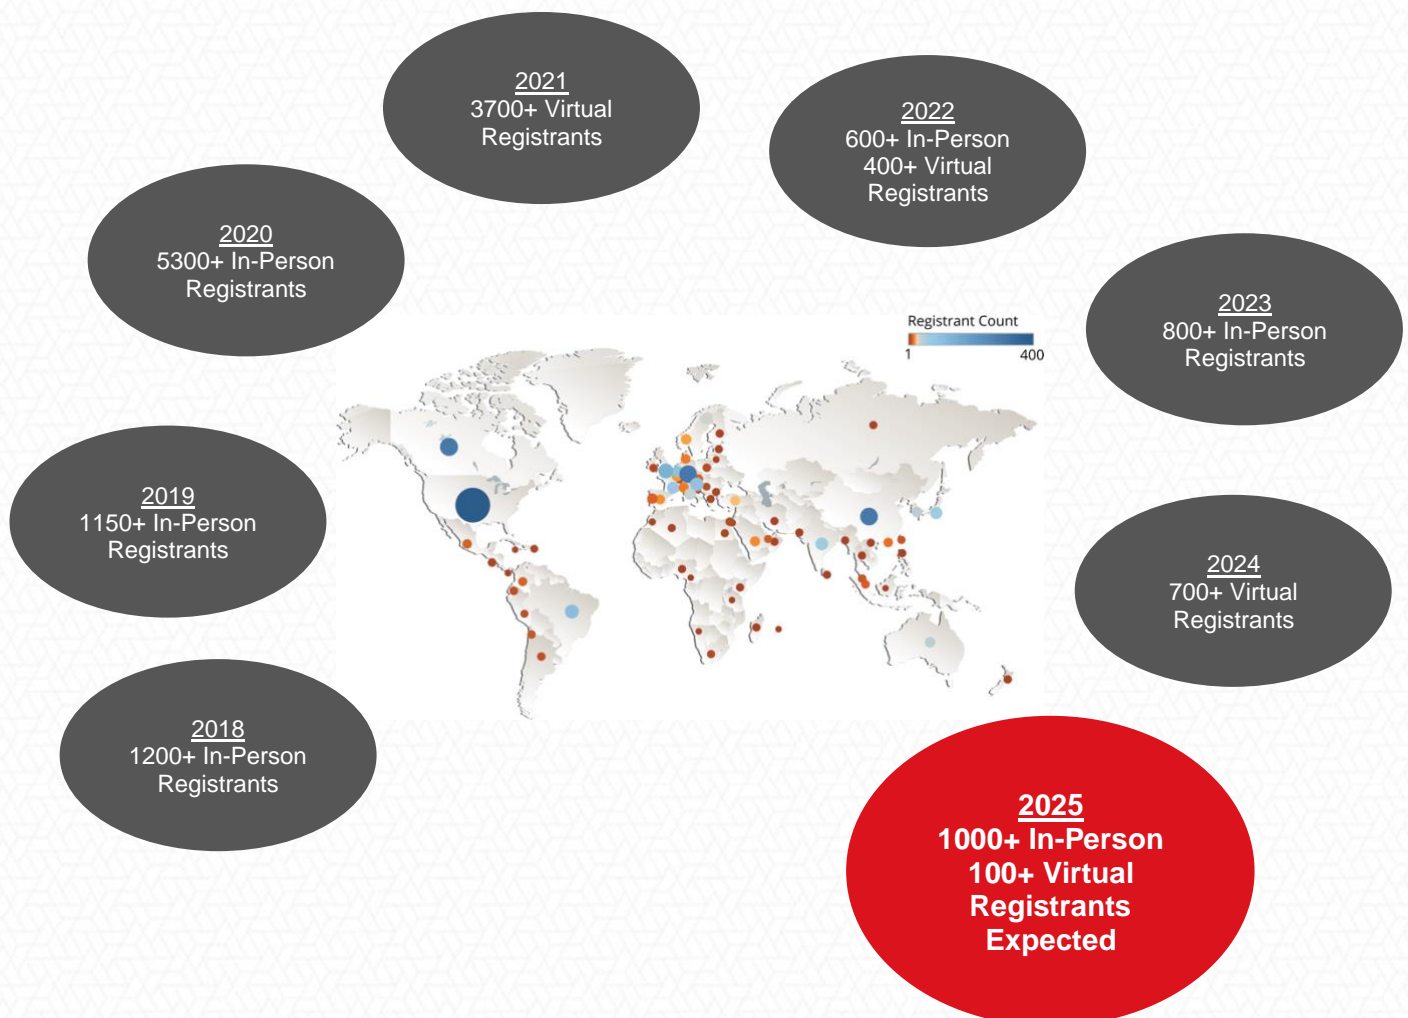 2021
3700+ Virtual
Registrants
2022
600+ In-Person
400+ Virtual
Registrants
2020
5300+ In-Person
Registrants
2023
800+ In-Person
Registrants
Registrant Count
1 400
2019
1150+ In-Person
Registrants
2024
700+ Virtual
Registrants
2018
1200+ In-Person
Registrants
2025
1000+ In-Person
100+ Virtual
Registrants
Expected